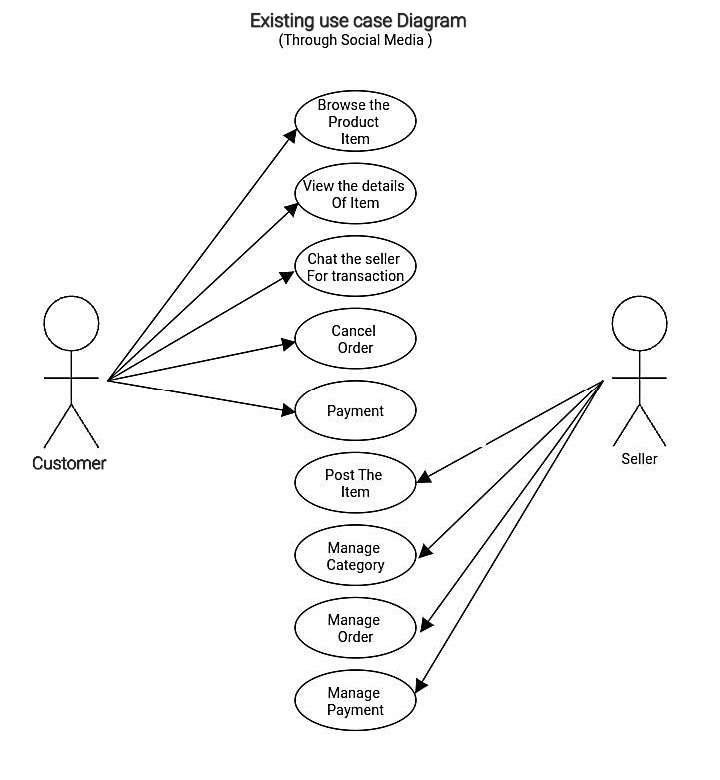 Existing use case Diagram
(Through Social Media )
Browse the
Product
Item
View the details
Of Item
Chat the seller
For transaction
Cancel
Order
Payment
Post The
Item
Manage
Category
Manage
Order
Manage
Payment
Customer
Seller